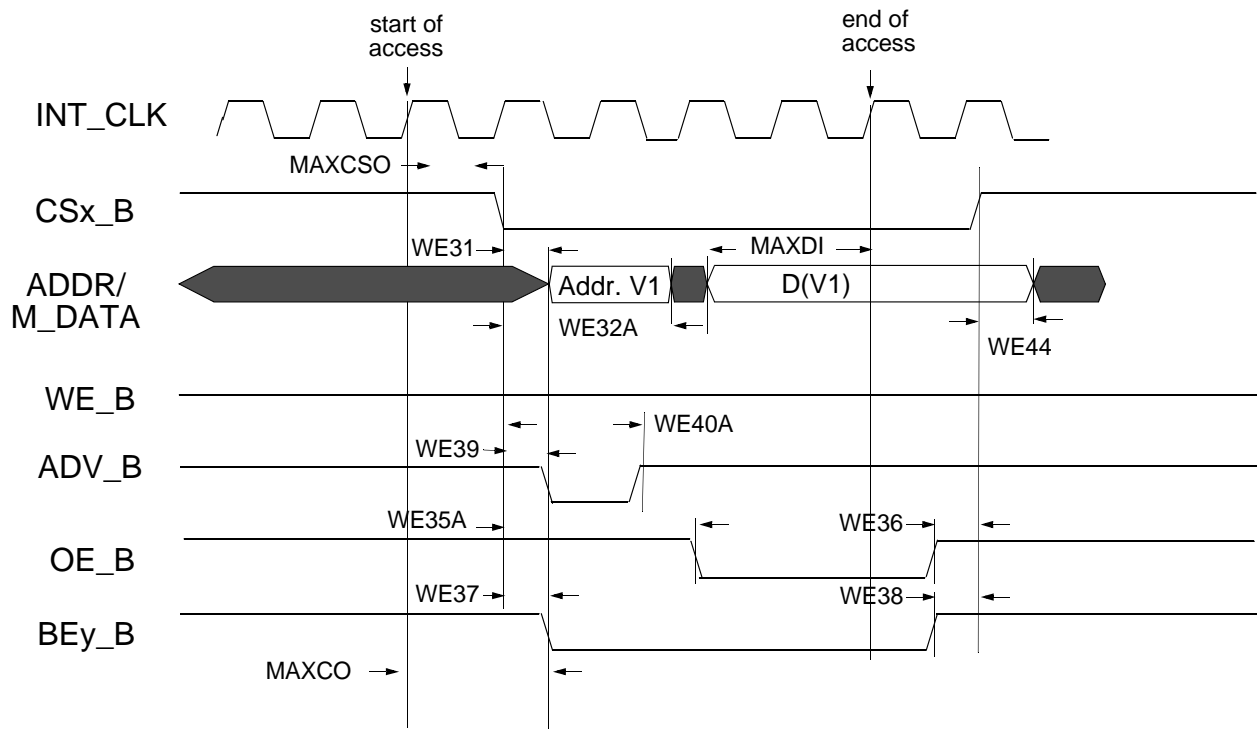 start of
access
end of
access
INT_CLK
MAXCSO
CSx_B
WE31
MAXDI
ADDR/
M_DATA
Addr. V1
D(V1)
WE32A
WE44
WE_B
WE40A
WE39
ADV_B
WE35A
WE36
OE_B
WE37
WE38
BEy_B
MAXCO